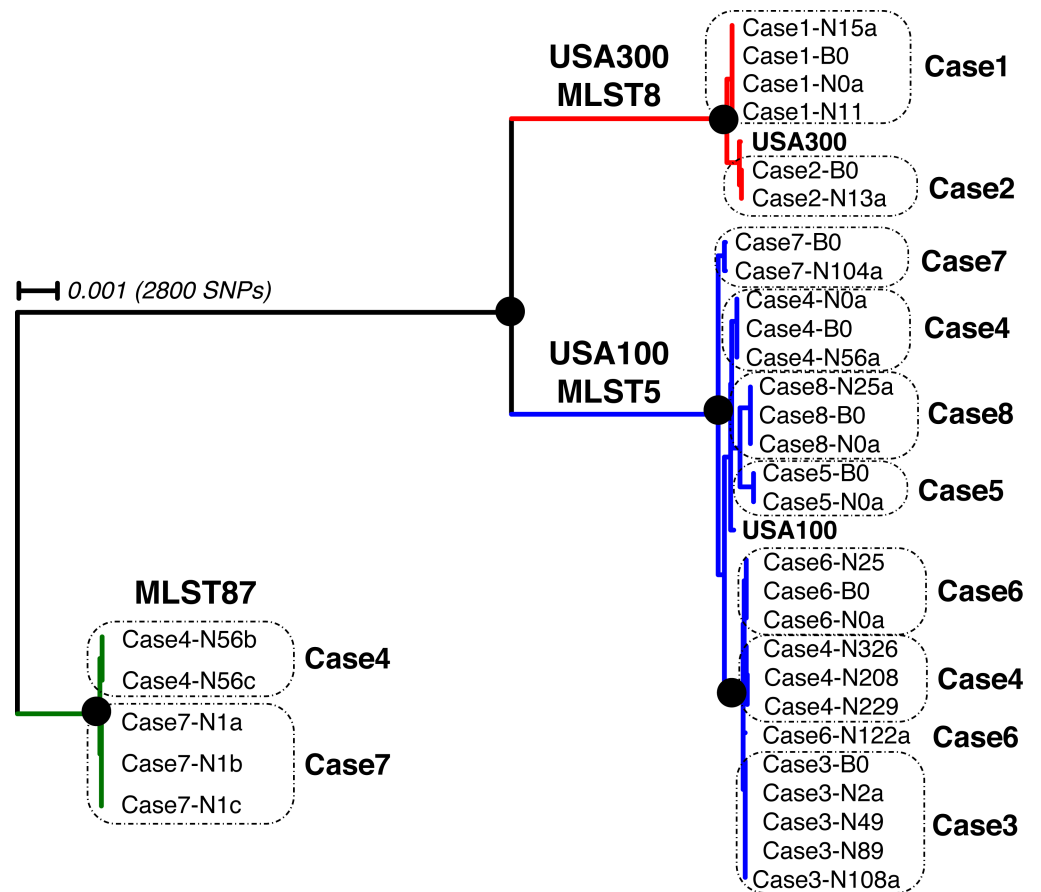 USA300
MLST8
Case1-N15a
Case1-B0
Case1-N0a
Case1-N11
Case1
USA300
Case2-B0
Case2-N13a
Case2
0.001 (2800 SNPs)
USA100
MLST5
Case7-B0
Case7-N104a
Case7
Case4-N0a
Case4-B0
Case4-N56a
Case4
Case8-N25a
Case8-B0
Case8-N0a
Case8
Case5-B0
Case5-N0a
Case5
USA100
Case6-N25
Case6-B0
Case6-N0a
Case6
Case4-N326
Case4-N208
Case4-N229
Case4
Case6-N122a
Case6
Case3-B0
Case3-N2a
Case3-N49
Case3-N89
Case3-N108a
Case3
MLST87
Case4-N56b
Case4-N56c
Case4
Case7-N1a
Case7-N1b
Case7-N1c
Case7